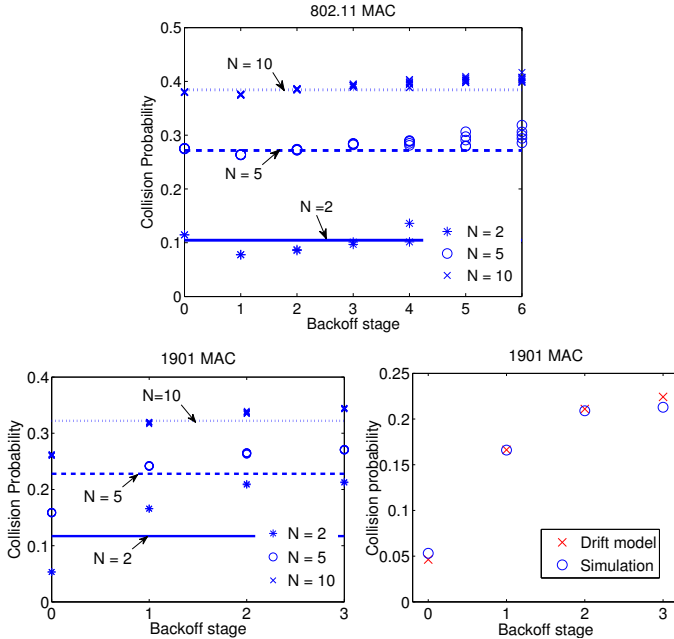 802.11 MAC
Collision Probability
0.5
0.4
0.3
0.2
0.1
0
N = 10
N = 5
N =2
N = 2
N = 5
N = 10
0 1 2 3 4 5 6
Backoff stage
1901 MAC
Collision Probability
0.4
0.3
0.2
0.1
0
N=10
N = 5
N = 2
N = 2
N = 5
N = 10
0 1 2 3
Backoff stage
1901 MAC
Collision probability
0.25
0.2
0.15
0.1
0.05
0
Drift model
Simulation
0 1 2 3
Backoff stage